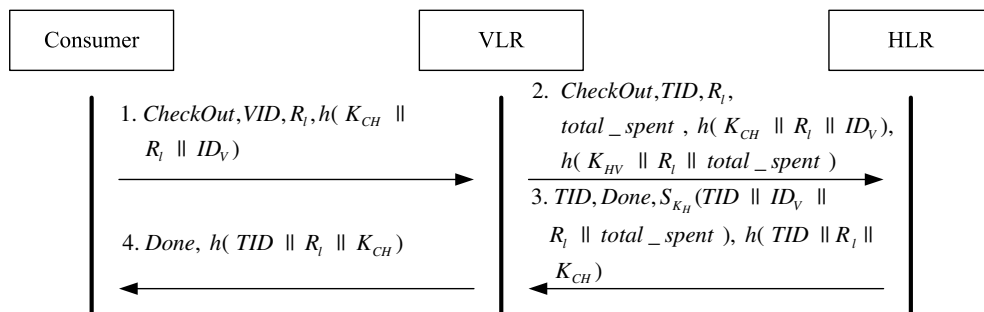 Consumer
VLR
HLR
1. CheckOut,VID,R_l,h( K_CH ||
R_l || ID_V )
2. CheckOut,TID,R_l,
total_spent , h( K_CH || R_l || ID_V ),
h( K_HV || R_l || total_spent )
3. TID,Done,S_K_H (TID || ID_V ||
R_l || total_spent ), h( TID || R_l ||
K_CH )
4. Done, h( TID || R_l || K_CH )